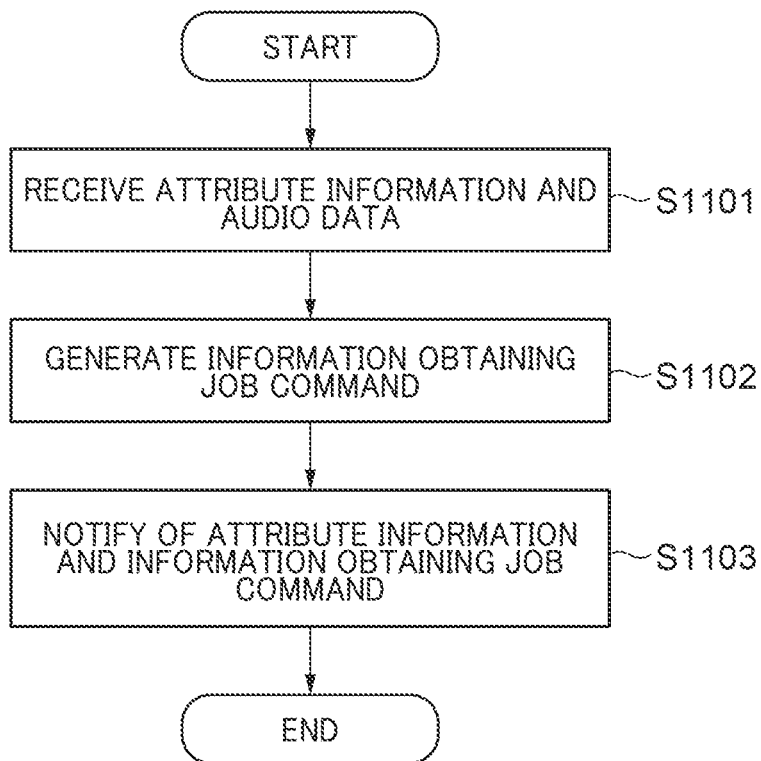 START
RECEIVE ATTRIBUTE INFORMATION AND
AUDIO DATA
S1101
GENERATE INFORMATION OBTAINING
JOB COMMAND
S1102
NOTIFY OF ATTRIBUTE INFORMATION
AND INFORMATION OBTAINING JOB
COMMAND
S1103
END